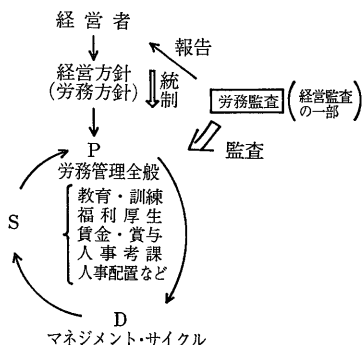 経営者
報告
経営方針
(労務方針)
統制
労務監査
(経営監査の一部)
監査
P
労務管理全般
教育・訓練
福利厚生
賃金・賞与
人事考課
人事配置など
S
D
マネジメント・サイクル